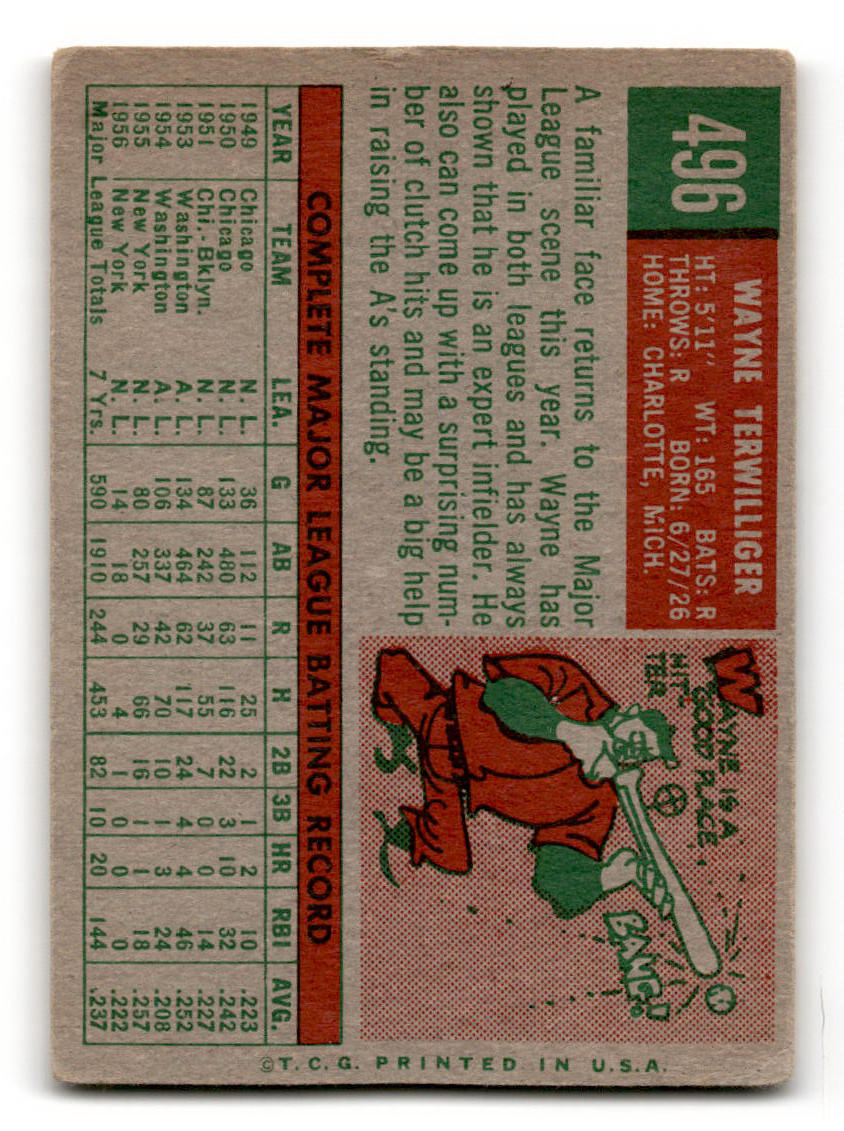 496
WAYNE TERWILLIGER
HT: 5'11" WT: 165 BATS: R
THROWS: R BORN: 6/27/26
HOME: CHARLOTTE, MICH.
A familiar face returns to the Major
League scene this year. Wayne has
played in both leagues and has always
shown that he is an expert infielder. He
also can come up with a surprising num-
ber of clutch hits and may be a big help
in raising the A's standing.
WAYNE IS A
GOOD PLACE
HIT-
TER
BANG!
COMPLETE MAJOR LEAGUE BATTING RECORD
YEAR TEAM LEA. G AB R H 2B 3B HR RBI AVG.
1949 Chicago N. L. 36 112 11 25 2 1 2 10 .223
1950 Chicago N. L. 133 480 63 116 22 3 10 32 .242
1951 Chi.-Bklyn. N. L. 87 242 37 55 7 0 0 14 .227
1953 Washington A. L. 134 464 62 117 24 4 4 46 .252
1954 Washington A. L. 106 337 42 70 10 1 3 24 .208
1955 New York N. L. 80 257 29 66 16 1 1 18 .257
1956 New York N. L. 14 18 0 4 1 0 0 0 .222
Major League Totals 7 Yrs. 590 1910 244 453 82 10 20 144 .237
©T.C.G. PRINTED IN U.S.A.